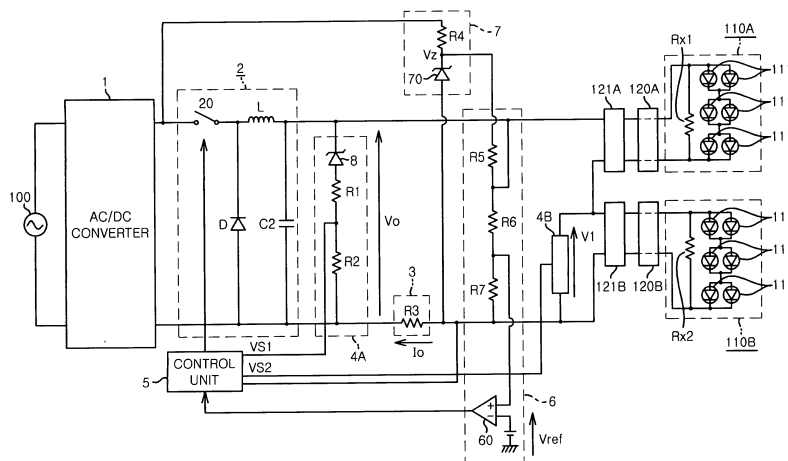 7
R4
Vz
70
110A
Rx1
11
11
11
121A
120A
1
2
20
L
8
R1
R2
Vo
R5
R6
R7
100
AC/DC
CONVERTER
D
C2
3
R3
Io
4A
4B
V1
121B
120B
11
11
11
Rx2
110B
VS1
VS2
5
CONTROL
UNIT
6
+
−
60
Vref